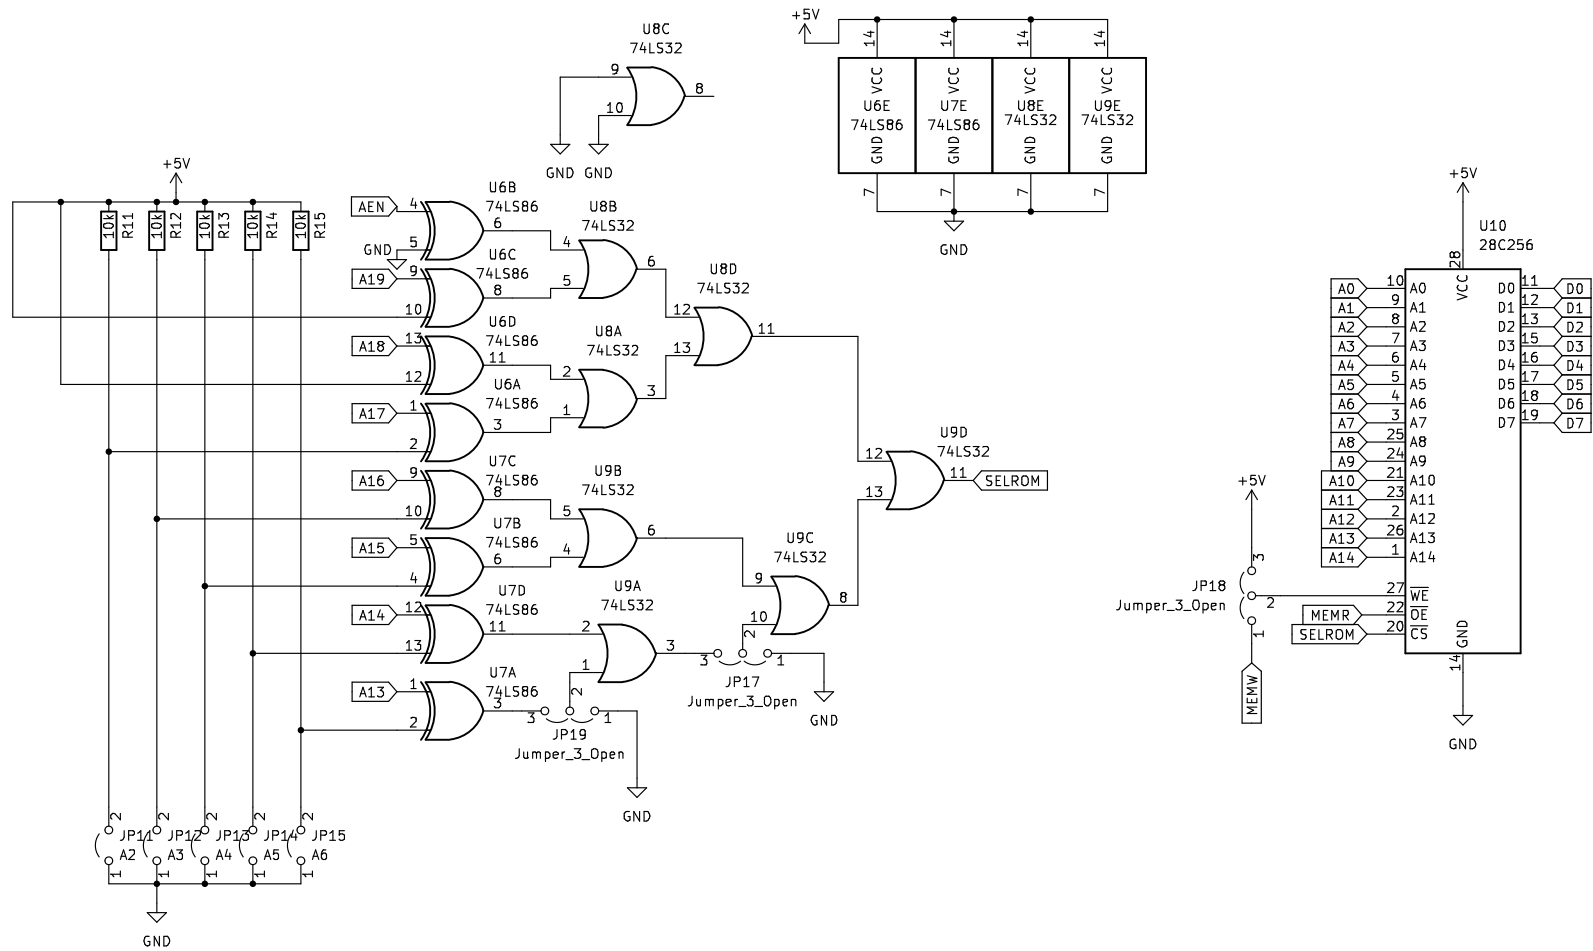 U8C
74LS32
9
10
8
GND
GND
+5V
14
14
14
14
VCC
VCC
VCC
VCC
U6E
74LS86
U7E
74LS86
U8E
74LS32
U9E
74LS32
GND
GND
GND
GND
7
7
7
7
GND
+5V
10k
R11
10k
R12
10k
R13
10k
R14
10k
R15
AEN
4
5
GND
U6B
74LS86
6
A19
9
10
U6C
74LS86
8
A18
13
12
U6D
74LS86
11
A17
1
2
U6A
74LS86
3
A16
9
10
U7C
74LS86
8
A15
5
4
U7B
74LS86
6
A14
12
13
U7D
74LS86
11
A13
1
2
U7A
74LS86
3
U8B
74LS32
4
5
6
U8A
74LS32
2
1
3
U8D
74LS32
12
13
11
U9B
74LS32
5
4
6
U9A
74LS32
2
1
3
U9C
74LS32
9
10
8
U9D
74LS32
12
13
11
SELROM
3
2
1
JP19
Jumper_3_Open
GND
3
2
1
JP17
Jumper_3_Open
GND
2
JP11
A2
1
2
JP12
A3
1
2
JP13
A4
1
2
JP14
A5
1
2
JP15
A6
1
GND
+5V
U10
28C256
28
VCC
A0 10 A0
A1 9 A1
A2 8 A2
A3 7 A3
A4 6 A4
A5 5 A5
A6 4 A6
A7 3 A7
A8 25 A8
A9 24 A9
A10 21 A10
A11 23 A11
A12 2 A12
A13 26 A13
A14 1 A14
D0 11 D0
D1 12 D1
D2 13 D2
D3 15 D3
D4 16 D4
D5 17 D5
D6 18 D6
D7 19 D7
27 WE
MEMR 22 OE
SELROM 20 CS
GND
14
GND
+5V
3
JP18
Jumper_3_Open
2
1
MEMW